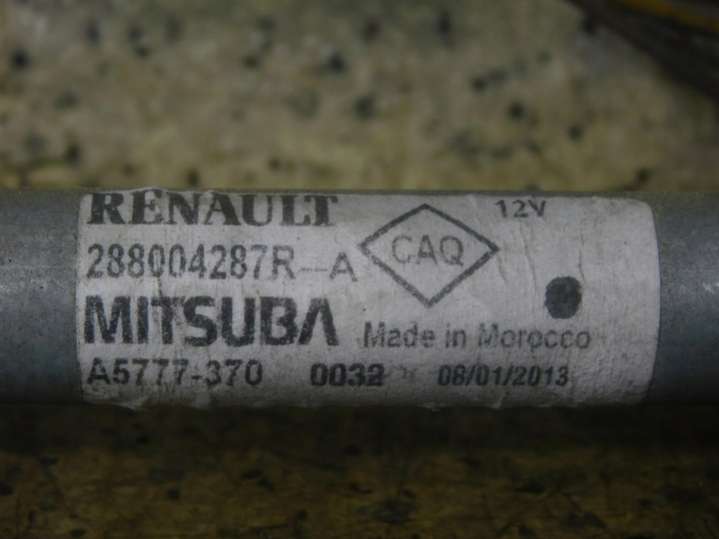 RENAULT 12V
288004287R--A CAQ
MITSUBA Made in Morocco
A5777-370 0032 08/01/2013